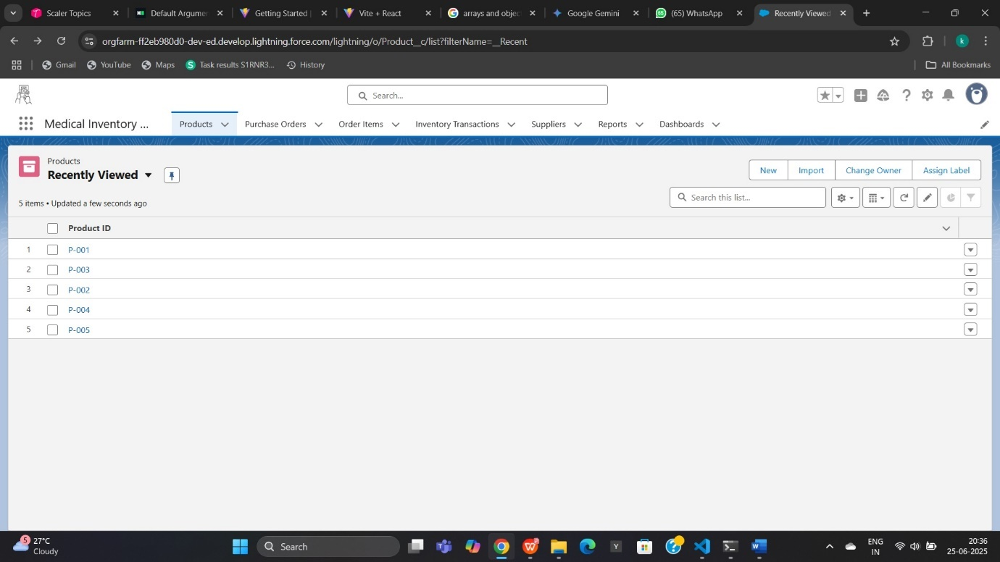 Scaler Topics
Default Argumer
Getting Started
Vite + React
arrays and objec
Google Gemini
(65) WhatsApp
Recently Viewed
orgfarm-ff2eb980d0-dev-ed.develop.lightning.force.com/lightning/o/Product__c/list?filterName=__Recent
k
Gmail
YouTube
Maps
Task results S1RNR3...
History
All Bookmarks
Search...
Medical Inventory ...
Products
Purchase Orders
Order Items
Inventory Transactions
Suppliers
Reports
Dashboards
Products
Recently Viewed
New
Import
Change Owner
Assign Label
5 items • Updated a few seconds ago
Search this list...
Product ID
1 P-001
2 P-003
3 P-002
4 P-004
5 P-005
5
27°C
Cloudy
Search
ENG
IN
20:36
25-06-2025